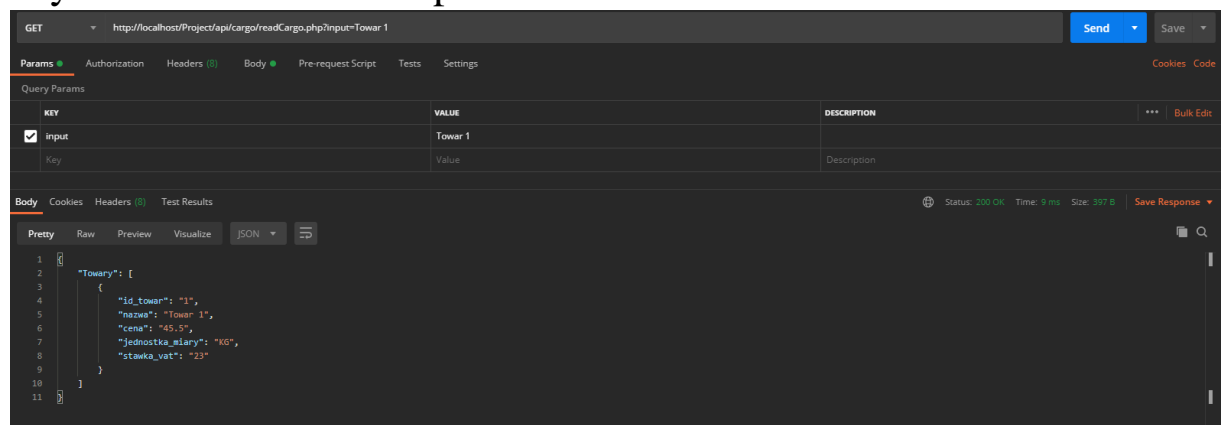 GET http://localhost/Project/api/cargo/readCargo.php?input=Towar 1 Send Save
Params Authorization Headers (8) Body Pre-request Script Tests Settings Cookies Code
Query Params
KEY VALUE DESCRIPTION ••• Bulk Edit
input Towar 1
Key Value Description
Body Cookies Headers (8) Test Results Status: 200 OK Time: 9 ms Size: 397 B Save Response
Pretty Raw Preview Visualize JSON
1 {
2 "Towary": [
3 {
4 "id_towar": "1",
5 "nazwa": "Towar 1",
6 "cena": "45.5",
7 "jednostka_miary": "KG",
8 "stawka_vat": "23"
9 }
10 ]
11 }